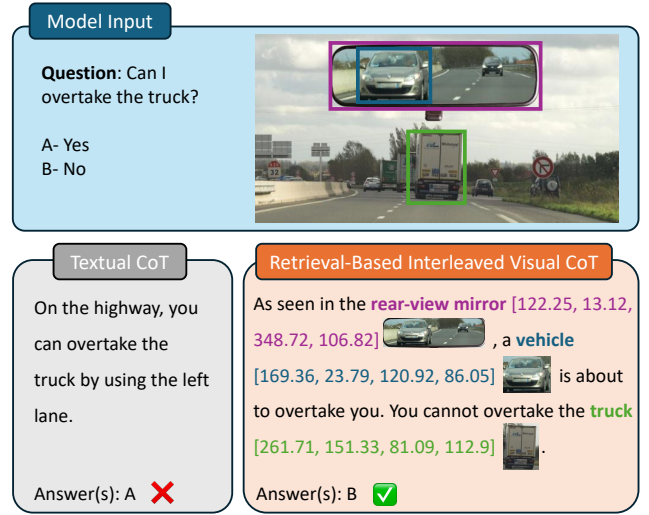 Model Input
Question: Can I
overtake the truck?
A- Yes
B- No
22
Textual CoT
On the highway, you
can overtake the
truck by using the left
lane.
Answer(s): A
Retrieval-Based Interleaved Visual CoT
As seen in the rear-view mirror [122.25, 13.12,
348.72, 106.82] , a vehicle
[169.36, 23.79, 120.92, 86.05] is about
to overtake you. You cannot overtake the truck
[261.71, 151.33, 81.09, 112.9] .
Answer(s): B